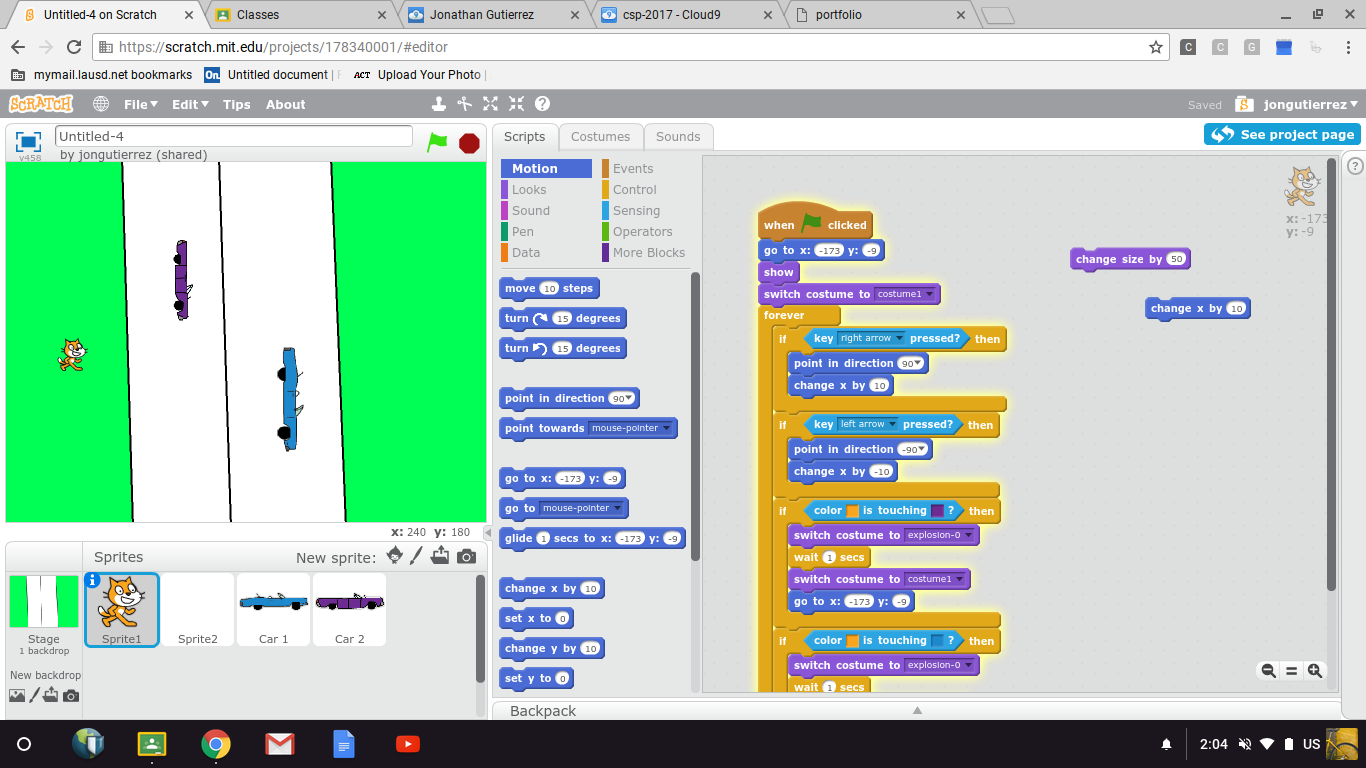 Untitled-4 on Scratch
Classes
Jonathan Gutierrez
csp-2017 - Cloud9
portfolio
https://scratch.mit.edu/projects/178340001/#editor
C C G
mymail.lausd.net bookmarks On. Untitled document | ACT Upload Your Photo |
SCRATCH File Edit Tips About Saved jongutierrez
Untitled-4
v458 by jongutierrez (shared)
Scripts Costumes Sounds See project page
Motion Events
Looks Control
Sound Sensing
Pen Operators
Data More Blocks
move 10 steps
turn 15 degrees
turn 15 degrees
point in direction 90
point towards mouse-pointer
go to x: -173 y: -9
go to mouse-pointer
glide 1 secs to x: -173 y: -9
change x by 10
set x to 0
change y by 10
set y to 0
when clicked
go to x: -173 y: -9
show
switch costume to costume1
forever
if key right arrow pressed? then
point in direction 90
change x by 10
if key left arrow pressed? then
point in direction -90
change x by -10
if color is touching ? then
switch costume to explosion-0
wait 1 secs
switch costume to costume1
go to x: -173 y: -9
if color is touching ? then
switch costume to explosion-0
wait 1 secs
change size by 50
change x by 10
x: -173
y: -9
x: 240 y: 180
Sprites New sprite:
Stage
1 backdrop
New backdrop
Sprite1 Sprite2 Car 1 Car 2
Backpack
2:04 US